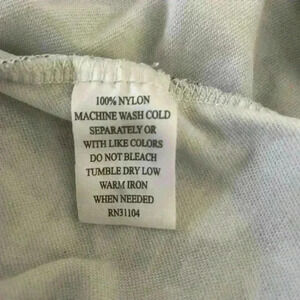 100% NYLON
MACHINE WASH COLD
SEPARATELY OR
WITH LIKE COLORS
DO NOT BLEACH
TUMBLE DRY LOW
WARM IRON
WHEN NEEDED
RN31104